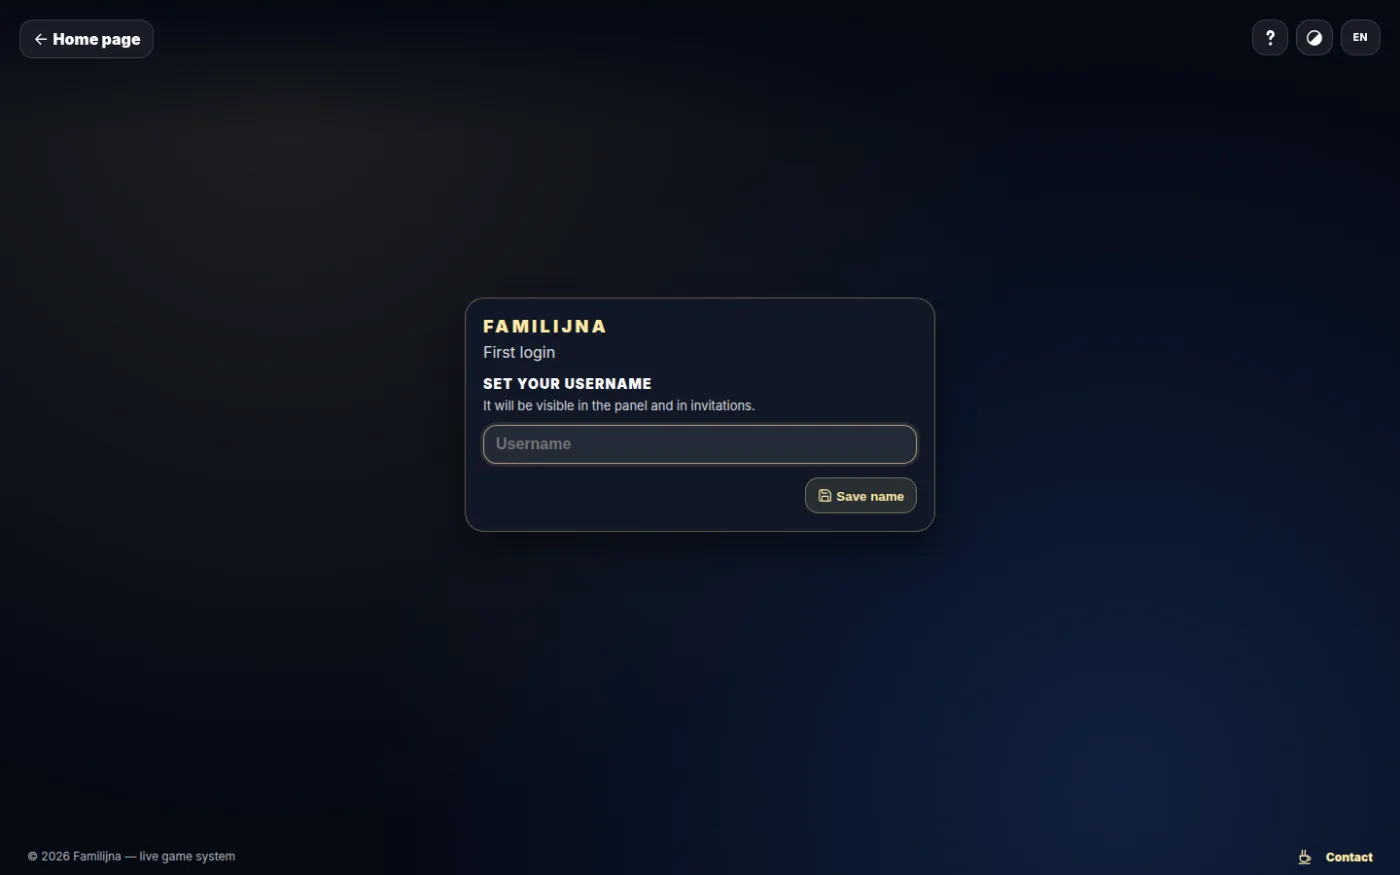 ← Home page
?
EN
FAMILIJNA
First login
SET YOUR USERNAME
It will be visible in the panel and in invitations.
Username
Save name
© 2026 Familijna — live game system
Contact